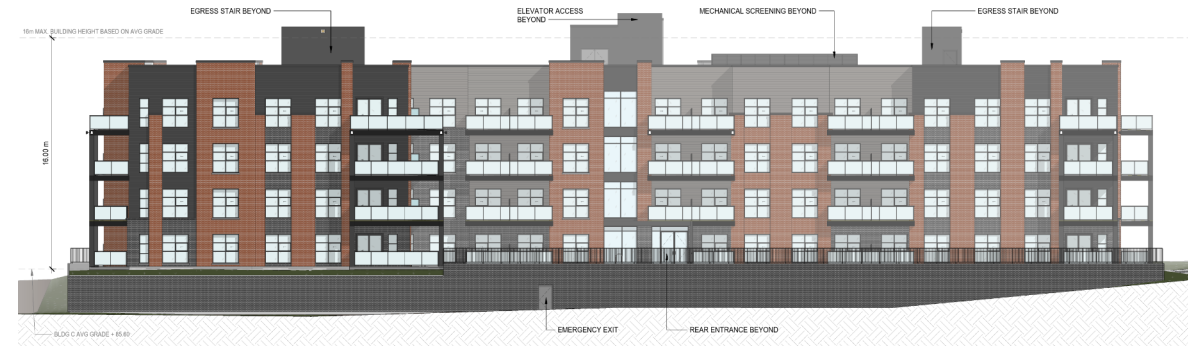 EGRESS STAIR BEYOND
ELEVATOR ACCESS
BEYOND
MECHANICAL SCREENING BEYOND
EGRESS STAIR BEYOND
16m MAX. BUILDING HEIGHT BASED ON AVG GRADE
16.00 m
BLDG C AVG GRADE + 65.60
EMERGENCY EXIT
REAR ENTRANCE BEYOND